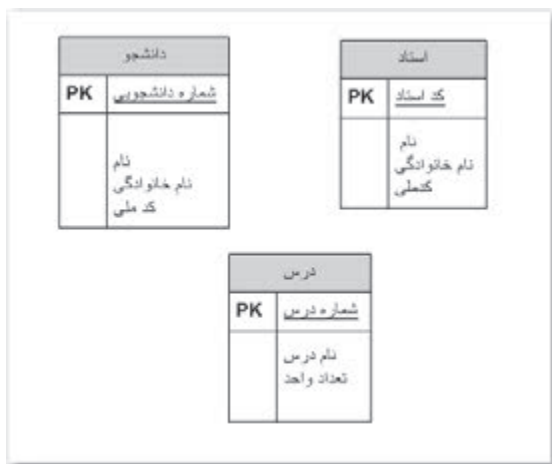 دانشجو
PK شماره دانشجویی
نام
نام خانوادگی
کد ملی
استاد
PK کد استاد
نام
نام خانوادگی
کدملی
درس
PK شماره درس
نام درس
تعداد واحد